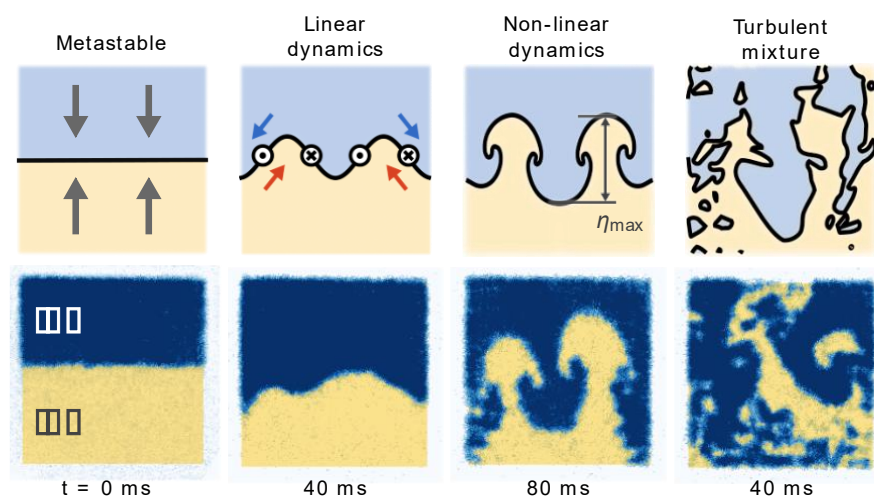 Metastable
Linear
dynamics
Non-linear
dynamics
Turbulent
mixture
ηmax
t = 0 ms
40 ms
80 ms
40 ms